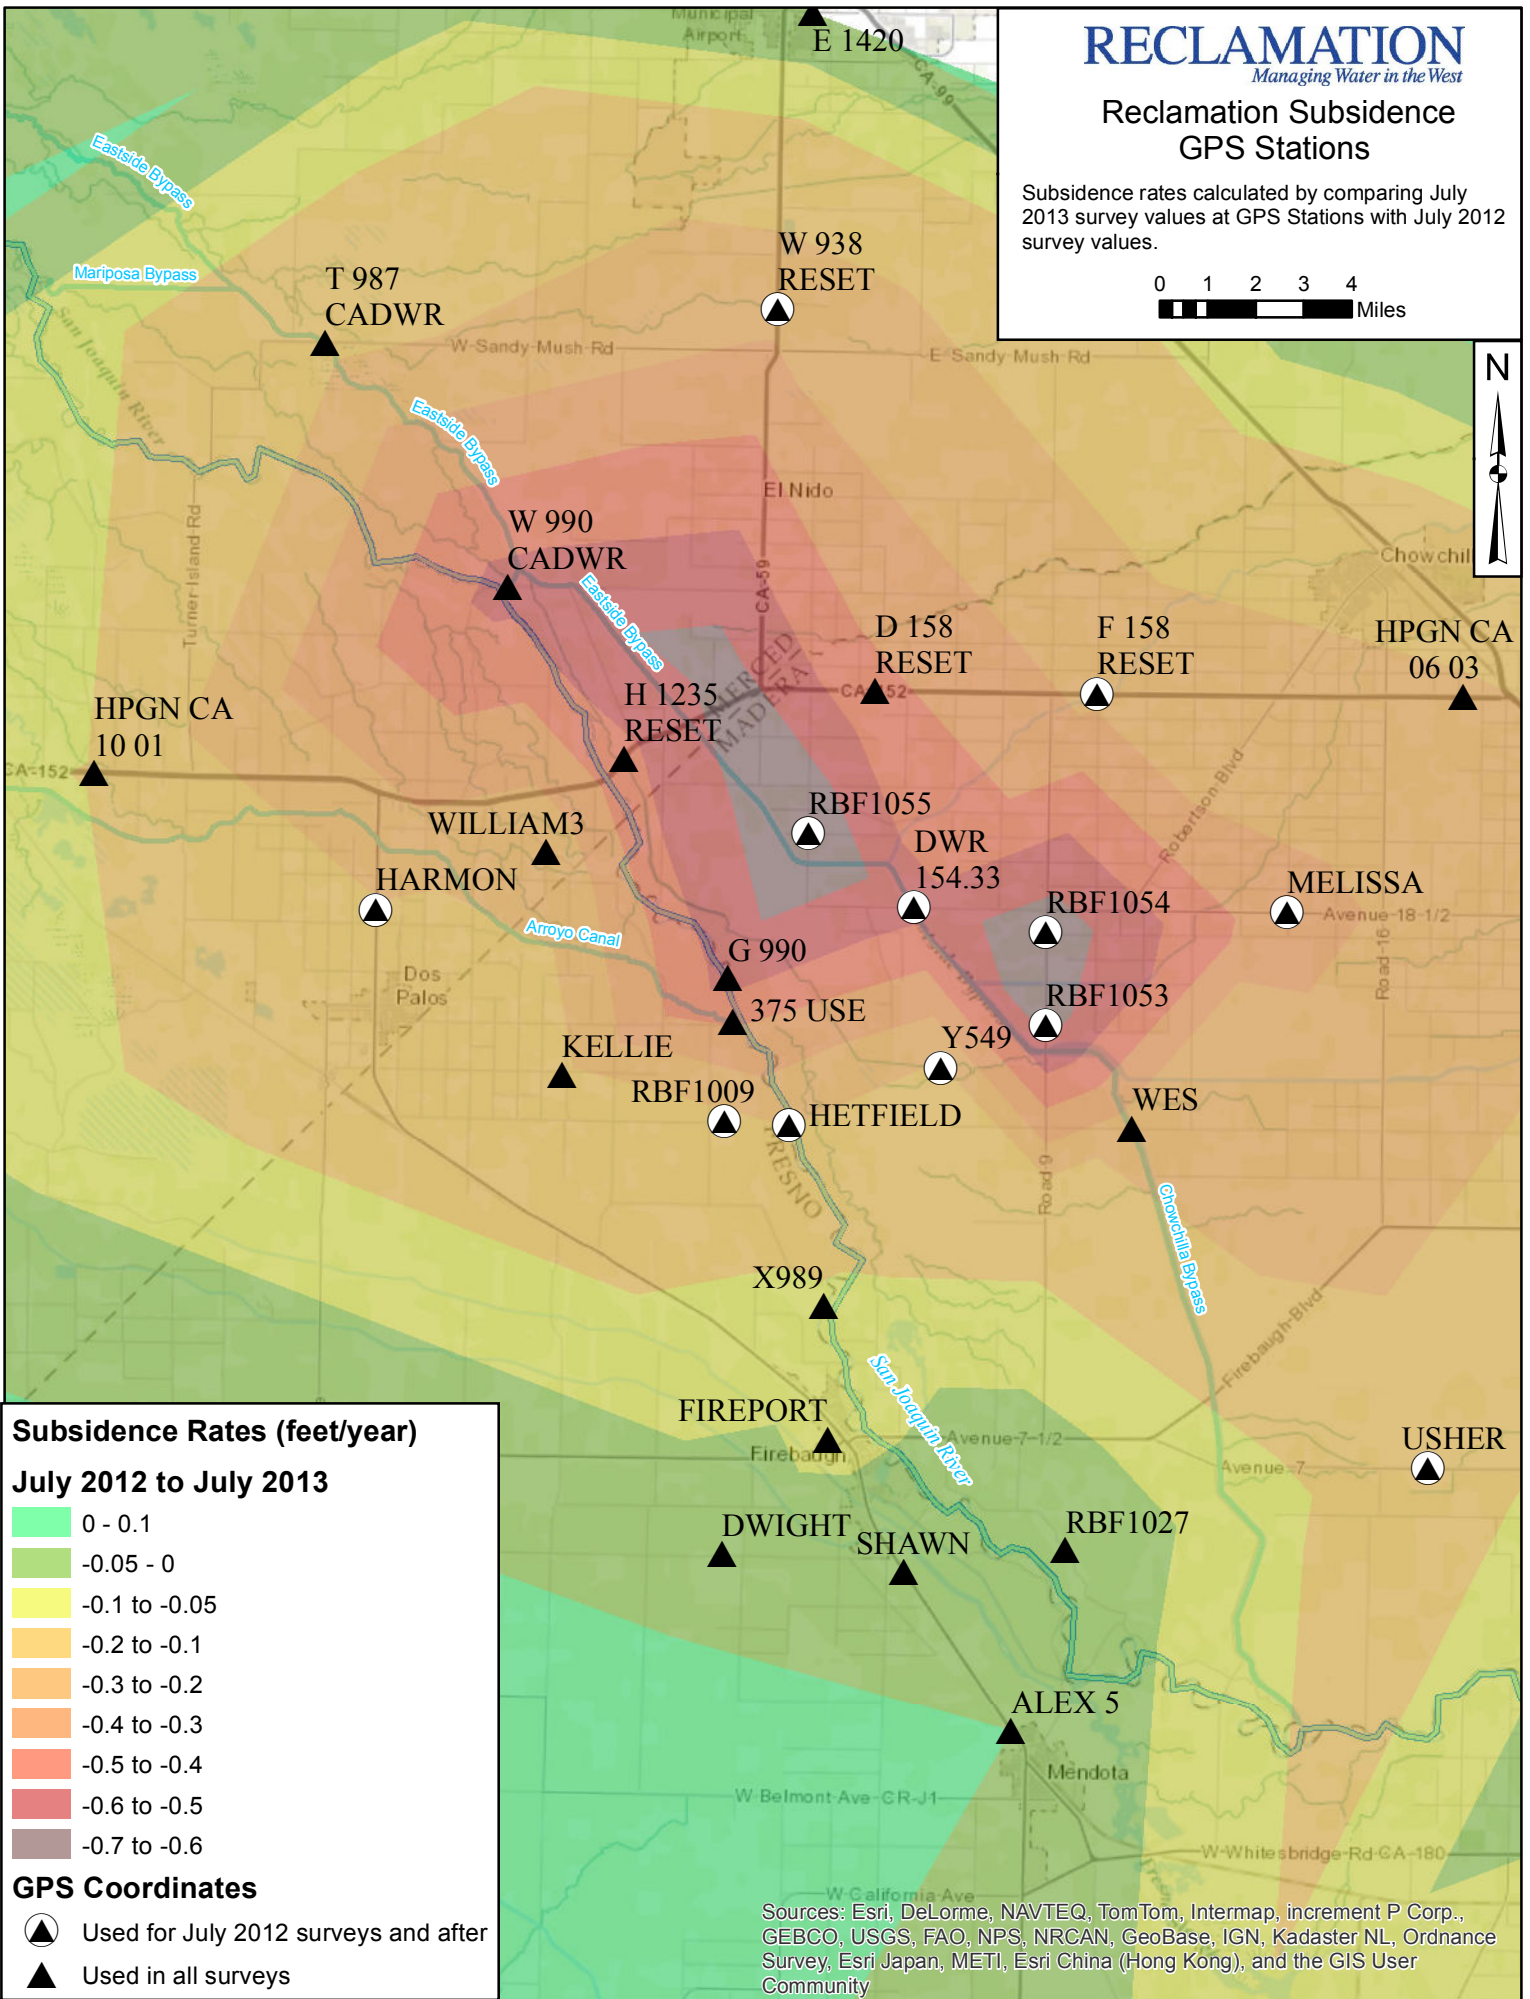 Municipal
Airport
E 1420
CA-99
RECLAMATION
Managing Water in the West
Reclamation Subsidence
GPS Stations
Subsidence rates calculated by comparing July
2013 survey values at GPS Stations with July 2012
survey values.
0 1 2 3 4
Miles
N
Eastside Bypass
Mariposa Bypass
San Joaquin River
T 987
CADWR
W 938
RESET
W-Sandy-Mush-Rd
E-Sandy-Mush-Rd
Eastside Bypass
El Nido
Turner-Island-Rd
W 990
CADWR
CA-59
Chowchill
Eastside Bypass
D 158
RESET
F 158
RESET
HPGN CA
06 03
MERCED
MADERA
CA-152
H 1235
RESET
HPGN CA
10 01
CA-152
Robertson-Blvd
RBF1055
WILLIAM3
DWR
154.33
HARMON
MELISSA
RBF1054
Avenue-18-1/2
Arroyo Canal
G 990
Road-16
Dos
Palos
375 USE
RBF1053
Y549
KELLIE
RBF1009
HETFIELD
WES
FRESNO
Road-9
Chowchilla Bypass
X989
Firebaugh-Blvd
San Joaquin River
FIREPORT
Avenue-7-1/2
Firebaugh
USHER
Avenue-7
DWIGHT
SHAWN
RBF1027
ALEX 5
Mendota
W-Belmont-Ave-CR-J1
W-Whitesbridge-Rd-CA-180
W-California-Ave
Subsidence Rates (feet/year)
July 2012 to July 2013
0 - 0.1
-0.05 - 0
-0.1 to -0.05
-0.2 to -0.1
-0.3 to -0.2
-0.4 to -0.3
-0.5 to -0.4
-0.6 to -0.5
-0.7 to -0.6
GPS Coordinates
Used for July 2012 surveys and after
Used in all surveys
Sources: Esri, DeLorme, NAVTEQ, TomTom, Intermap, increment P Corp.,
GEBCO, USGS, FAO, NPS, NRCAN, GeoBase, IGN, Kadaster NL, Ordnance
Survey, Esri Japan, METI, Esri China (Hong Kong), and the GIS User
Community